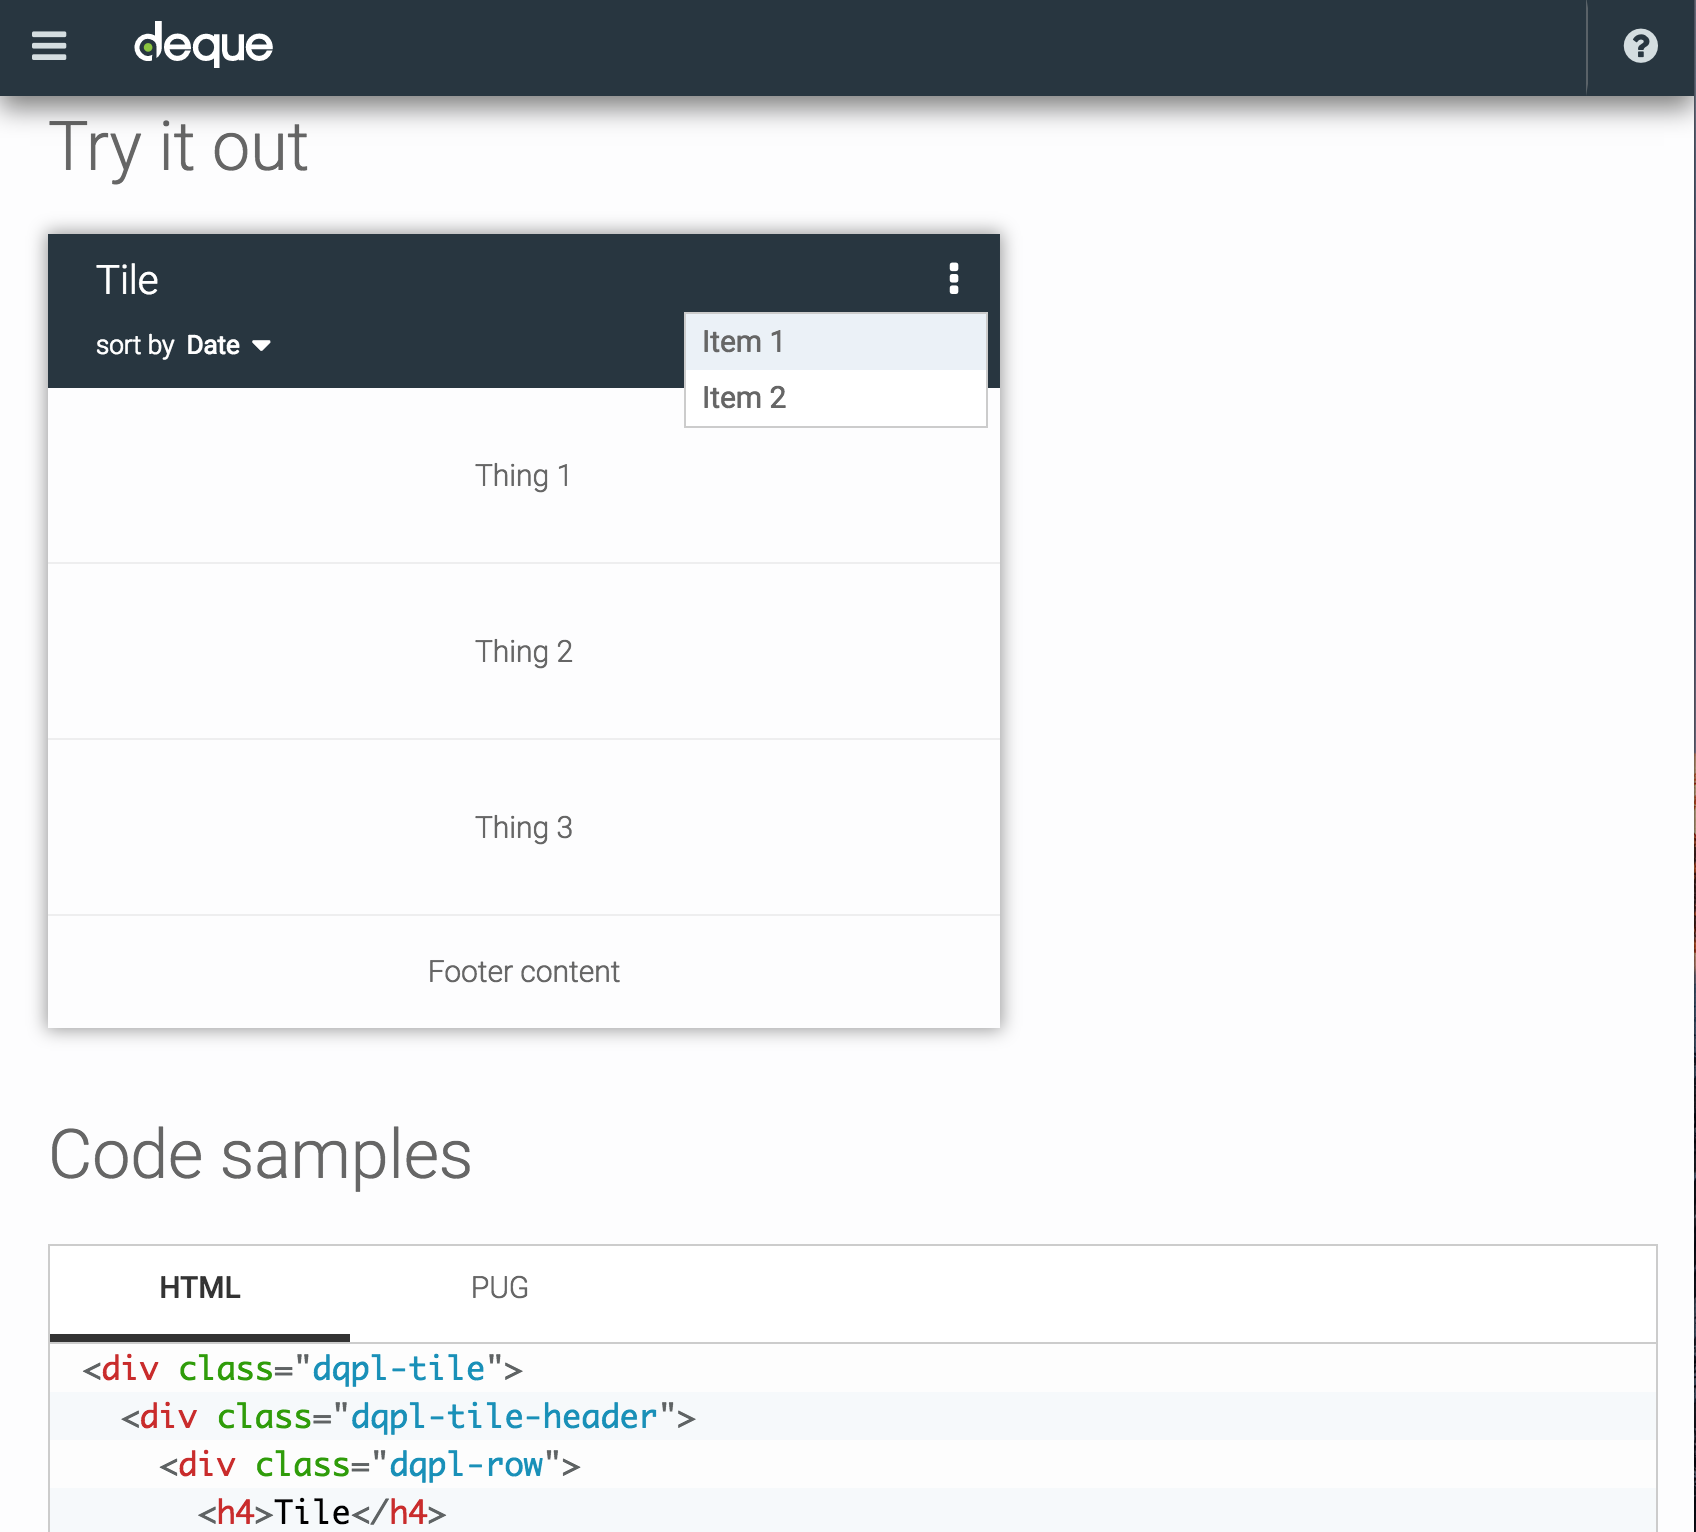 deque
Try it out
Tile
sort by Date
Item 1
Item 2
Thing 1
Thing 2
Thing 3
Footer content
Code samples
HTML PUG
<div class="dqpl-tile">
<div class="dqpl-tile-header">
<div class="dqpl-row">
<h4>Tile</h4>